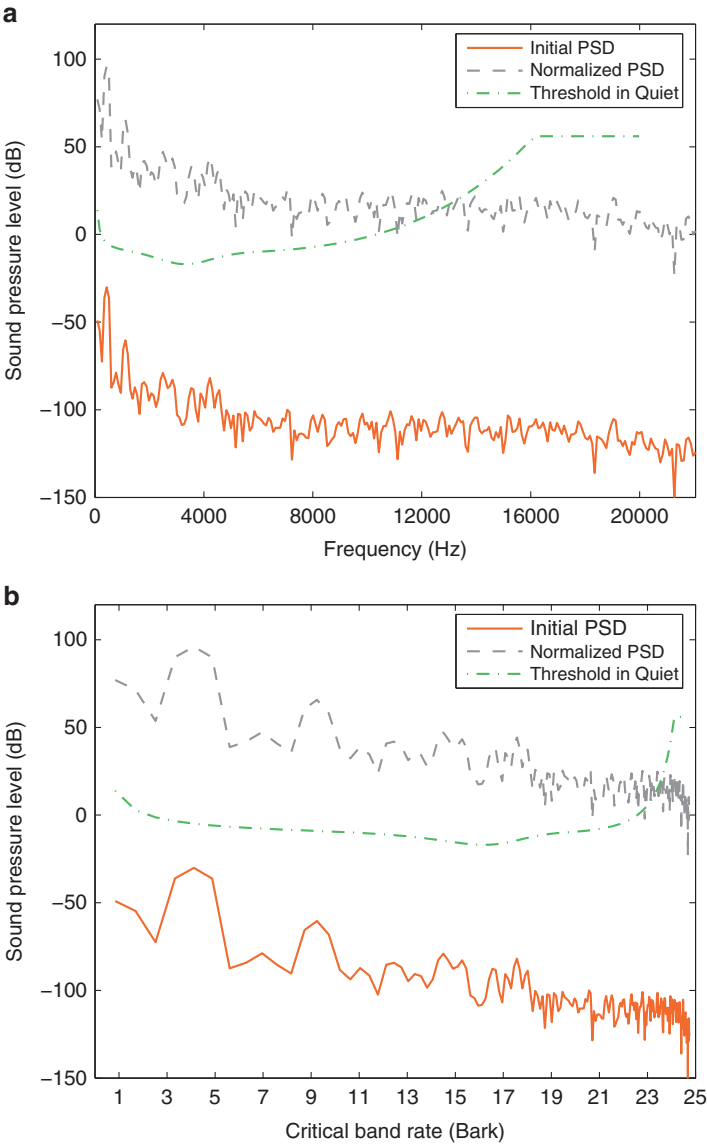 a
100
50
0
−50
−100
−150
Sound pressure level (dB)
Initial PSD
Normalized PSD
Threshold in Quiet
0 4000 8000 12000 16000 20000
Frequency (Hz)
b
100
50
0
−50
−100
−150
Sound pressure level (dB)
Initial PSD
Normalized PSD
Threshold in Quiet
1 3 5 7 9 11 13 15 17 19 21 23 25
Critical band rate (Bark)